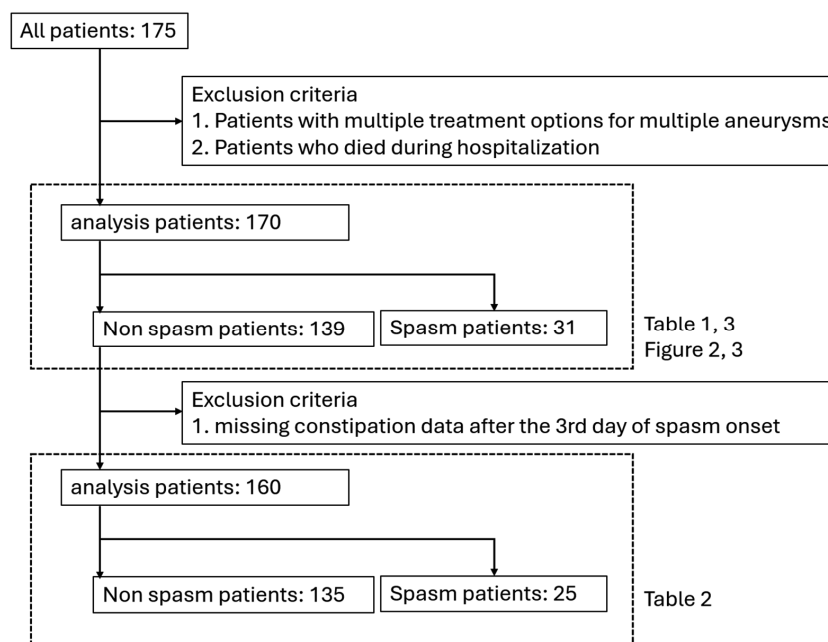 All patients: 175
Exclusion criteria
1. Patients with multiple treatment options for multiple aneurysms
2. Patients who died during hospitalization
analysis patients: 170
Non spasm patients: 139
Spasm patients: 31
Table 1, 3
Figure 2, 3
Exclusion criteria
1. missing constipation data after the 3rd day of spasm onset
analysis patients: 160
Non spasm patients: 135
Spasm patients: 25
Table 2